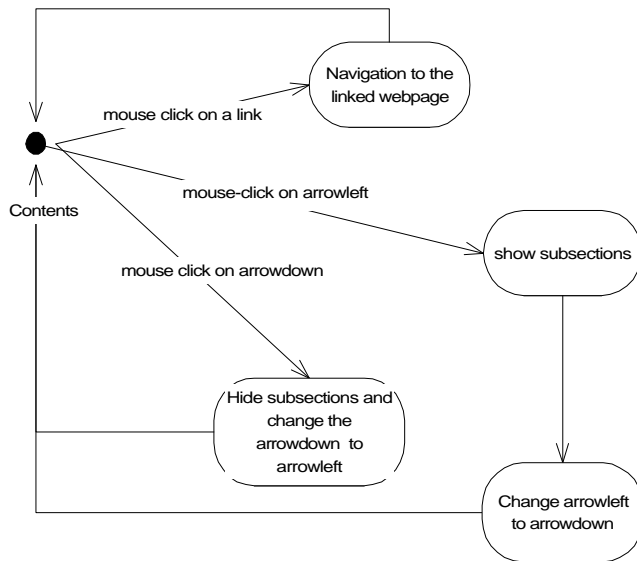 Navigation to the
linked webpage
mouse click on a link
mouse-click on arrowleft
Contents
show subsections
mouse click on arrowdown
Hide subsections and
change the
arrowdown to
arrowleft
Change arrowleft
to arrowdown